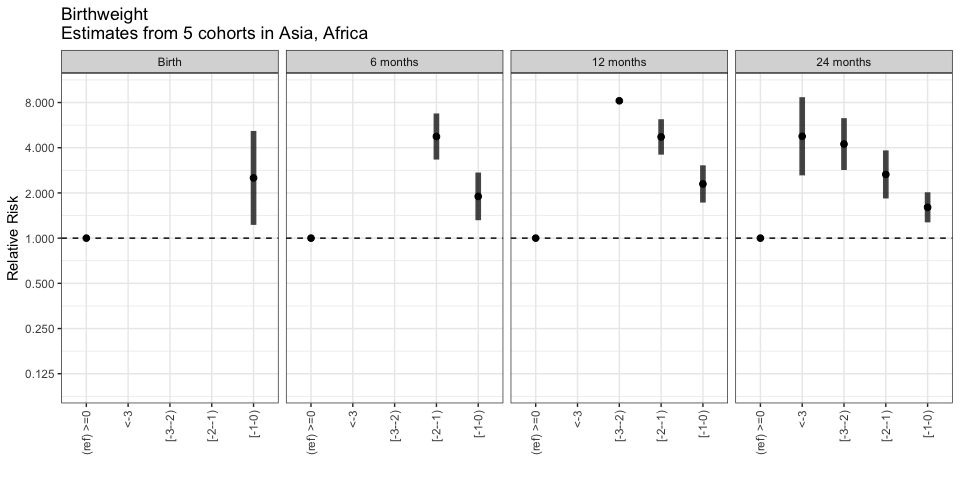 Birthweight
Estimates from 5 cohorts in Asia, Africa
Birth
6 months
12 months
24 months
Relative Risk
8.000
4.000
2.000
1.000
0.500
0.250
0.125
(ref) >=0
<-3
[-3--2)
[-2--1)
[-1-0)
(ref) >=0
<-3
[-3--2)
[-2--1)
[-1-0)
(ref) >=0
<-3
[-3--2)
[-2--1)
[-1-0)
(ref) >=0
<-3
[-3--2)
[-2--1)
[-1-0)